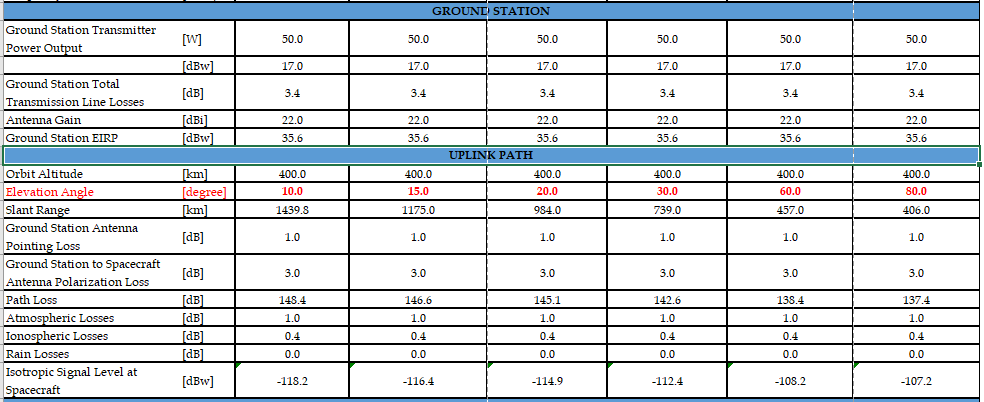 GROUND STATION
Ground Station Transmitter
Power Output [W] 50.0 50.0 50.0 50.0 50.0 50.0
[dBw] 17.0 17.0 17.0 17.0 17.0 17.0
Ground Station Total
Transmission Line Losses [dB] 3.4 3.4 3.4 3.4 3.4 3.4
Antenna Gain [dBi] 22.0 22.0 22.0 22.0 22.0 22.0
Ground Station EIRP [dBw] 35.6 35.6 35.6 35.6 35.6 35.6
UPLINK PATH
Orbit Altitude [km] 400.0 400.0 400.0 400.0 400.0 400.0
Elevation Angle [degree] 10.0 15.0 20.0 30.0 60.0 80.0
Slant Range [km] 1439.8 1175.0 984.0 739.0 457.0 406.0
Ground Station Antenna
Pointing Loss [dB] 1.0 1.0 1.0 1.0 1.0 1.0
Ground Station to Spacecraft
Antenna Polarization Loss [dB] 3.0 3.0 3.0 3.0 3.0 3.0
Path Loss [dB] 148.4 146.6 145.1 142.6 138.4 137.4
Atmospheric Losses [dB] 1.0 1.0 1.0 1.0 1.0 1.0
Ionospheric Losses [dB] 0.4 0.4 0.4 0.4 0.4 0.4
Rain Losses [dB] 0.0 0.0 0.0 0.0 0.0 0.0
Isotropic Signal Level at
Spacecraft [dBw] -118.2 -116.4 -114.9 -112.4 -108.2 -107.2